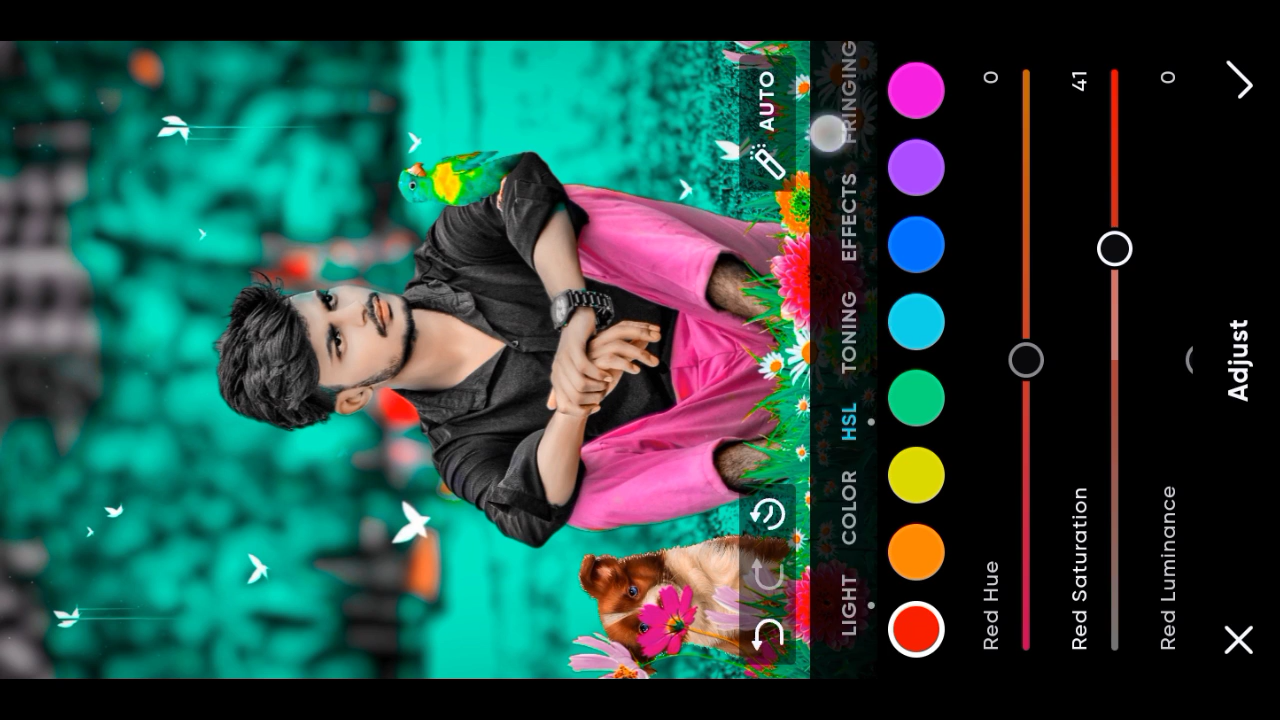 AUTO
LIGHT COLOR HSL TONING EFFECTS FRINGING
Red Hue 0
Red Saturation 41
Red Luminance 0
Adjust